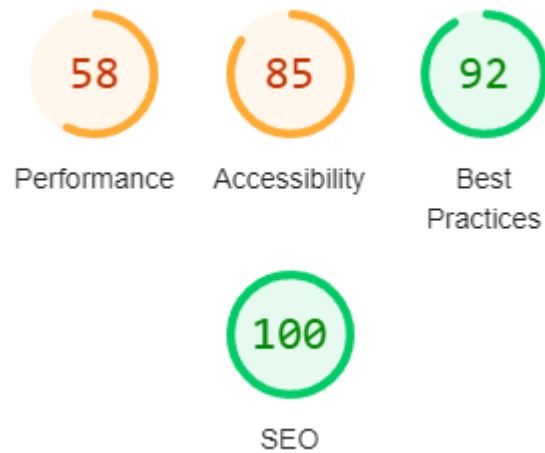 58
85
92
Performance
Accessibility
Best
Practices
100
SEO